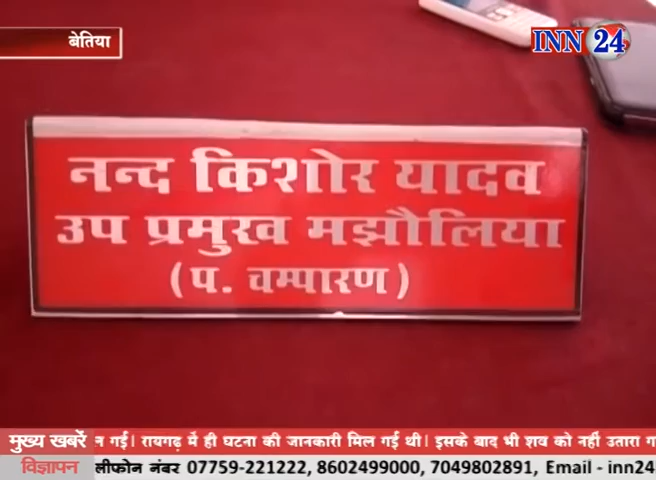 बेतिया
INN 24
नन्द किशोर यादव
उप प्रमुख मझौलिया
(प. चम्पारण)
मुख्य खबरें न गई। रायगढ़ में ही घटना की जानकारी मिल गई थी। इसके बाद भी शव को नहीं उतारा ग
विज्ञापन लीफोन नंबर 07759-221222, 8602499000, 7049802891, Email - inn24